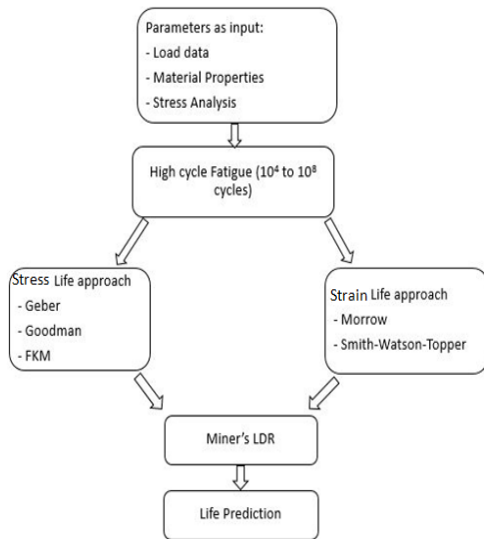 Parameters as input:
- Load data
- Material Properties
- Stress Analysis
High cycle Fatigue (10⁴ to 10⁸
cycles)
Stress Life approach
- Geber
- Goodman
- FKM
Strain Life approach
- Morrow
- Smith-Watson-Topper
Miner's LDR
Life Prediction